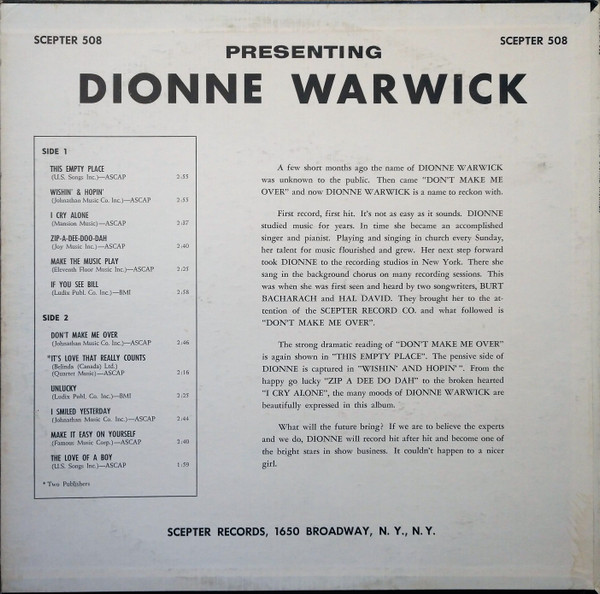 SCEPTER 508
SCEPTER 508
PRESENTING
DIONNE WARWICK
SIDE 1
THIS EMPTY PLACE
(U.S. Songs Inc.)—ASCAP 2:55
WISHIN' & HOPIN'
(Johnathan Music Co. Inc.)—ASCAP 2:55
I CRY ALONE
(Mansion Music)—ASCAP 2:37
ZIP-A-DEE-DOO-DAH
(Joy Music Inc.)—ASCAP 2:40
MAKE THE MUSIC PLAY
(Eleventh Floor Music Inc.)—ASCAP 2:25
IF YOU SEE BILL
(Ludix Publ. Co. Inc.)—BMI 2:58
SIDE 2
DON'T MAKE ME OVER
(Johnathan Music Co. Inc.)—ASCAP 2:46
*IT'S LOVE THAT REALLY COUNTS
(Belinda (Canada) Ltd.)
(Quartet Music)—ASCAP 2:16
UNLUCKY
(Ludix Publ, Co. Inc.)—BMI 2:25
I SMILED YESTERDAY
(Johnathan Music Co. Inc.)—ASCAP 2:44
MAKE IT EASY ON YOURSELF
(Famous Music Corp.)—ASCAP 2:40
THE LOVE OF A BOY
(U.S. Songs Inc.)—ASCAP 1:59
* Two Publishers
A few short months ago the name of DIONNE WARWICK
was unknown to the public. Then came "DON'T MAKE ME
OVER" and now DIONNE WARWICK is a name to reckon with.
First record, first hit. It's not as easy as it sounds. DIONNE
studied music for years. In time she became an accomplished
singer and pianist. Playing and singing in church every Sunday,
her talent for music flourished and grew. Her next step forward
took DIONNE to the recording studios in New York. There she
sang in the background chorus on many recording sessions. This
was when she was first seen and heard by two songwriters, BURT
BACHARACH and HAL DAVID. They brought her to the at-
tention of the SCEPTER RECORD CO. and what followed is
"DON'T MAKE ME OVER".
The strong dramatic reading of "DON'T MAKE ME OVER"
is again shown in "THIS EMPTY PLACE". The pensive side of
DIONNE is captured in "WISHIN' AND HOPIN'". From the
happy go lucky "ZIP A DEE DO DAH" to the broken hearted
"I CRY ALONE", the many moods of DIONNE WARWICK are
beautifully expressed in this album.
What will the future bring? If we are to believe the experts
and we do, DIONNE will record hit after hit and become one of
the bright stars in show business. It couldn't happen to a nicer
girl.
SCEPTER RECORDS, 1650 BROADWAY, N. Y., N. Y.